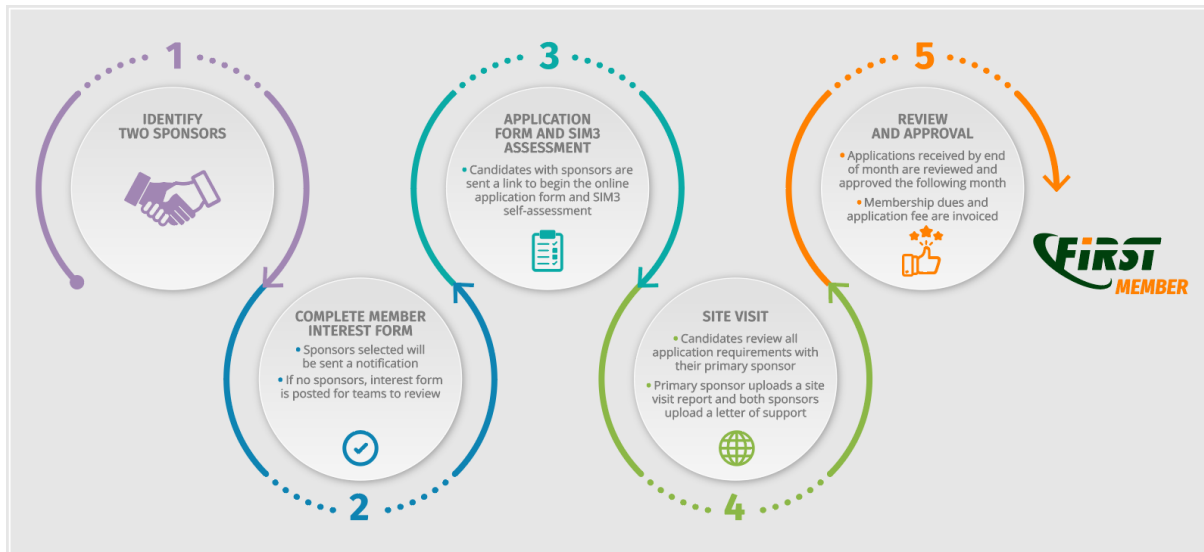 1
IDENTIFY
TWO SPONSORS
COMPLETE MEMBER
INTEREST FORM
• Sponsors selected will
be sent a notification
• If no sponsors, interest form
is posted for teams to review
2
3
APPLICATION
FORM AND SIM3
ASSESSMENT
• Candidates with sponsors are
sent a link to begin the online
application form and SIM3
self-assessment
SITE VISIT
• Candidates review all
application requirements with
their primary sponsor
• Primary sponsor uploads a site
visit report and both sponsors
upload a letter of support
4
5
REVIEW
AND APPROVAL
• Applications received by end
of month are reviewed and
approved the following month
• Membership dues and
application fee are invoiced
FiRST
MEMBER